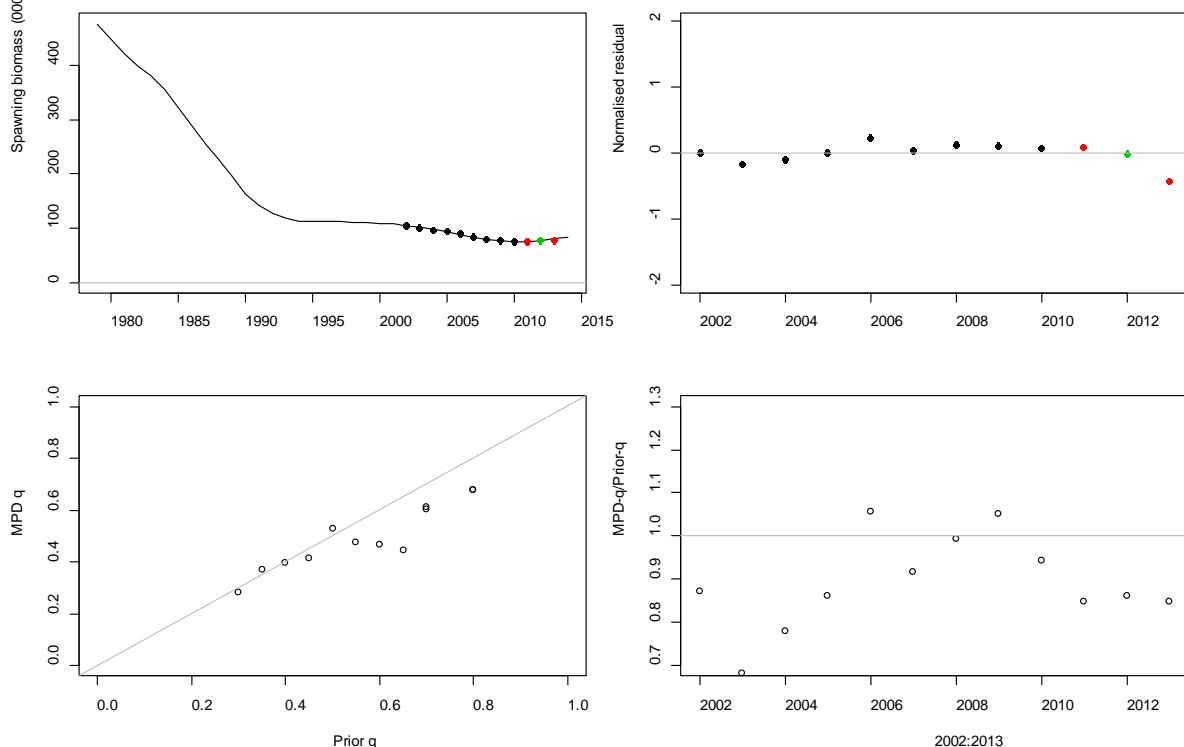 Spawning biomass
0 100 200 300 400
1980 1985 1990 1995 2000 2005 2010 2015
Normalised residual
-2 -1 0 1 2
2002 2004 2006 2008 2010 2012
MPD q
0.0 0.2 0.4 0.6 0.8 1.0
0.0 0.2 0.4 0.6 0.8 1.0
Prior q
MPD-q/Prior-q
0.7 0.8 0.9 1.0 1.1 1.2 1.3
2002 2004 2006 2008 2010 2012
2002:2013